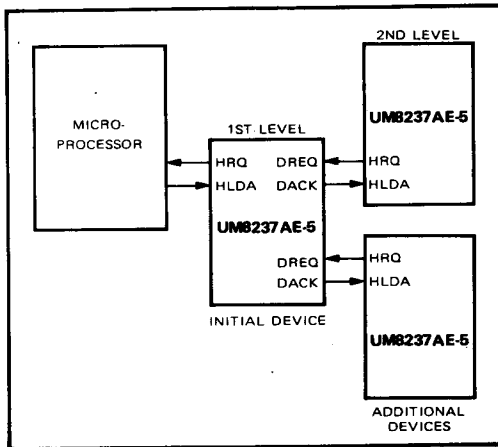 MICRO-
PROCESSOR
1ST LEVEL
HRQ DREQ
HLDA DACK
UM8237AE-5
DREQ
DACK
INITIAL DEVICE
2ND LEVEL
UM8237AE-5
HRQ
HLDA
HRQ
HLDA
UM8237AE-5
ADDITIONAL
DEVICES